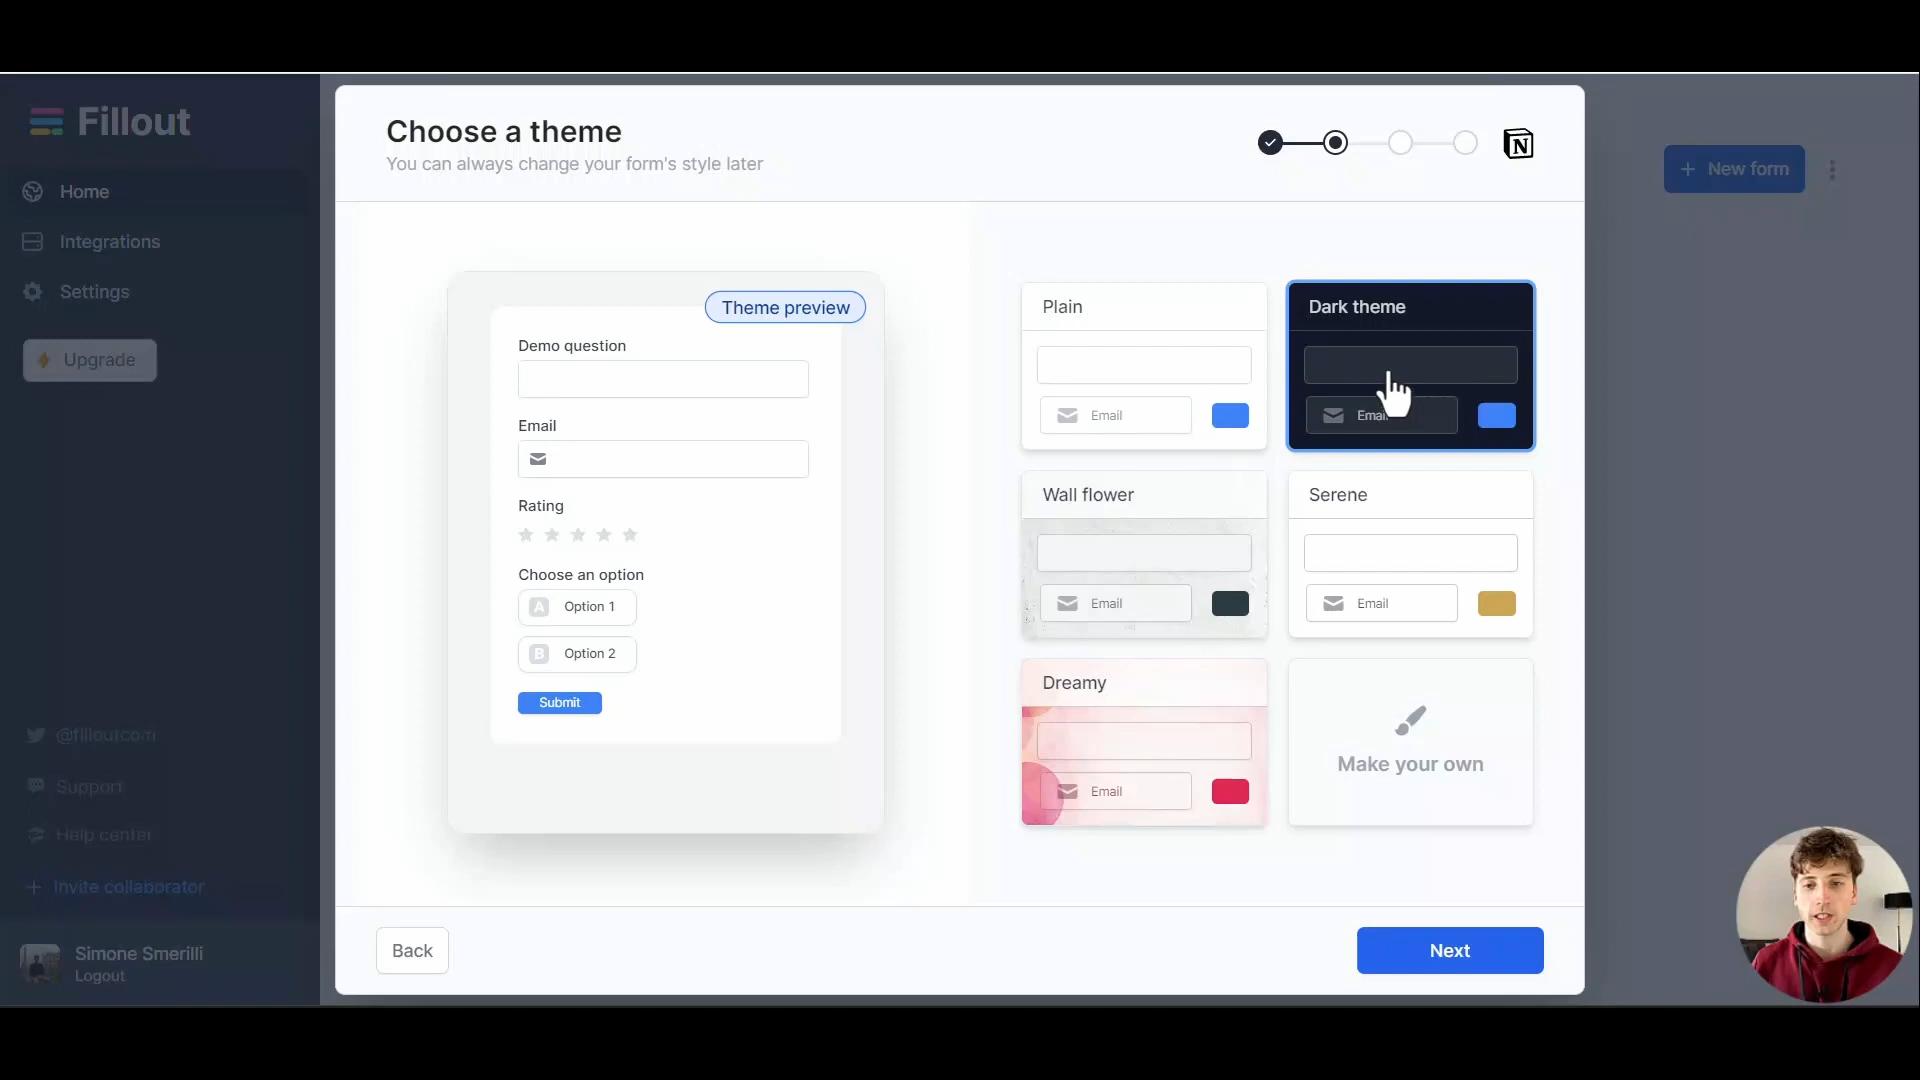 Fillout
Home
Integrations
Settings
Upgrade
@filloutcom
Support
Help center
+ Invite collaborator
Simone Smerilli
Logout
Choose a theme
You can always change your form's style later
N
+ New form
Theme preview
Demo question
Email
Rating
Choose an option
A Option 1
B Option 2
Submit
Plain
Email
Dark theme
Email
Wall flower
Email
Serene
Email
Dreamy
Email
Make your own
Back
Next